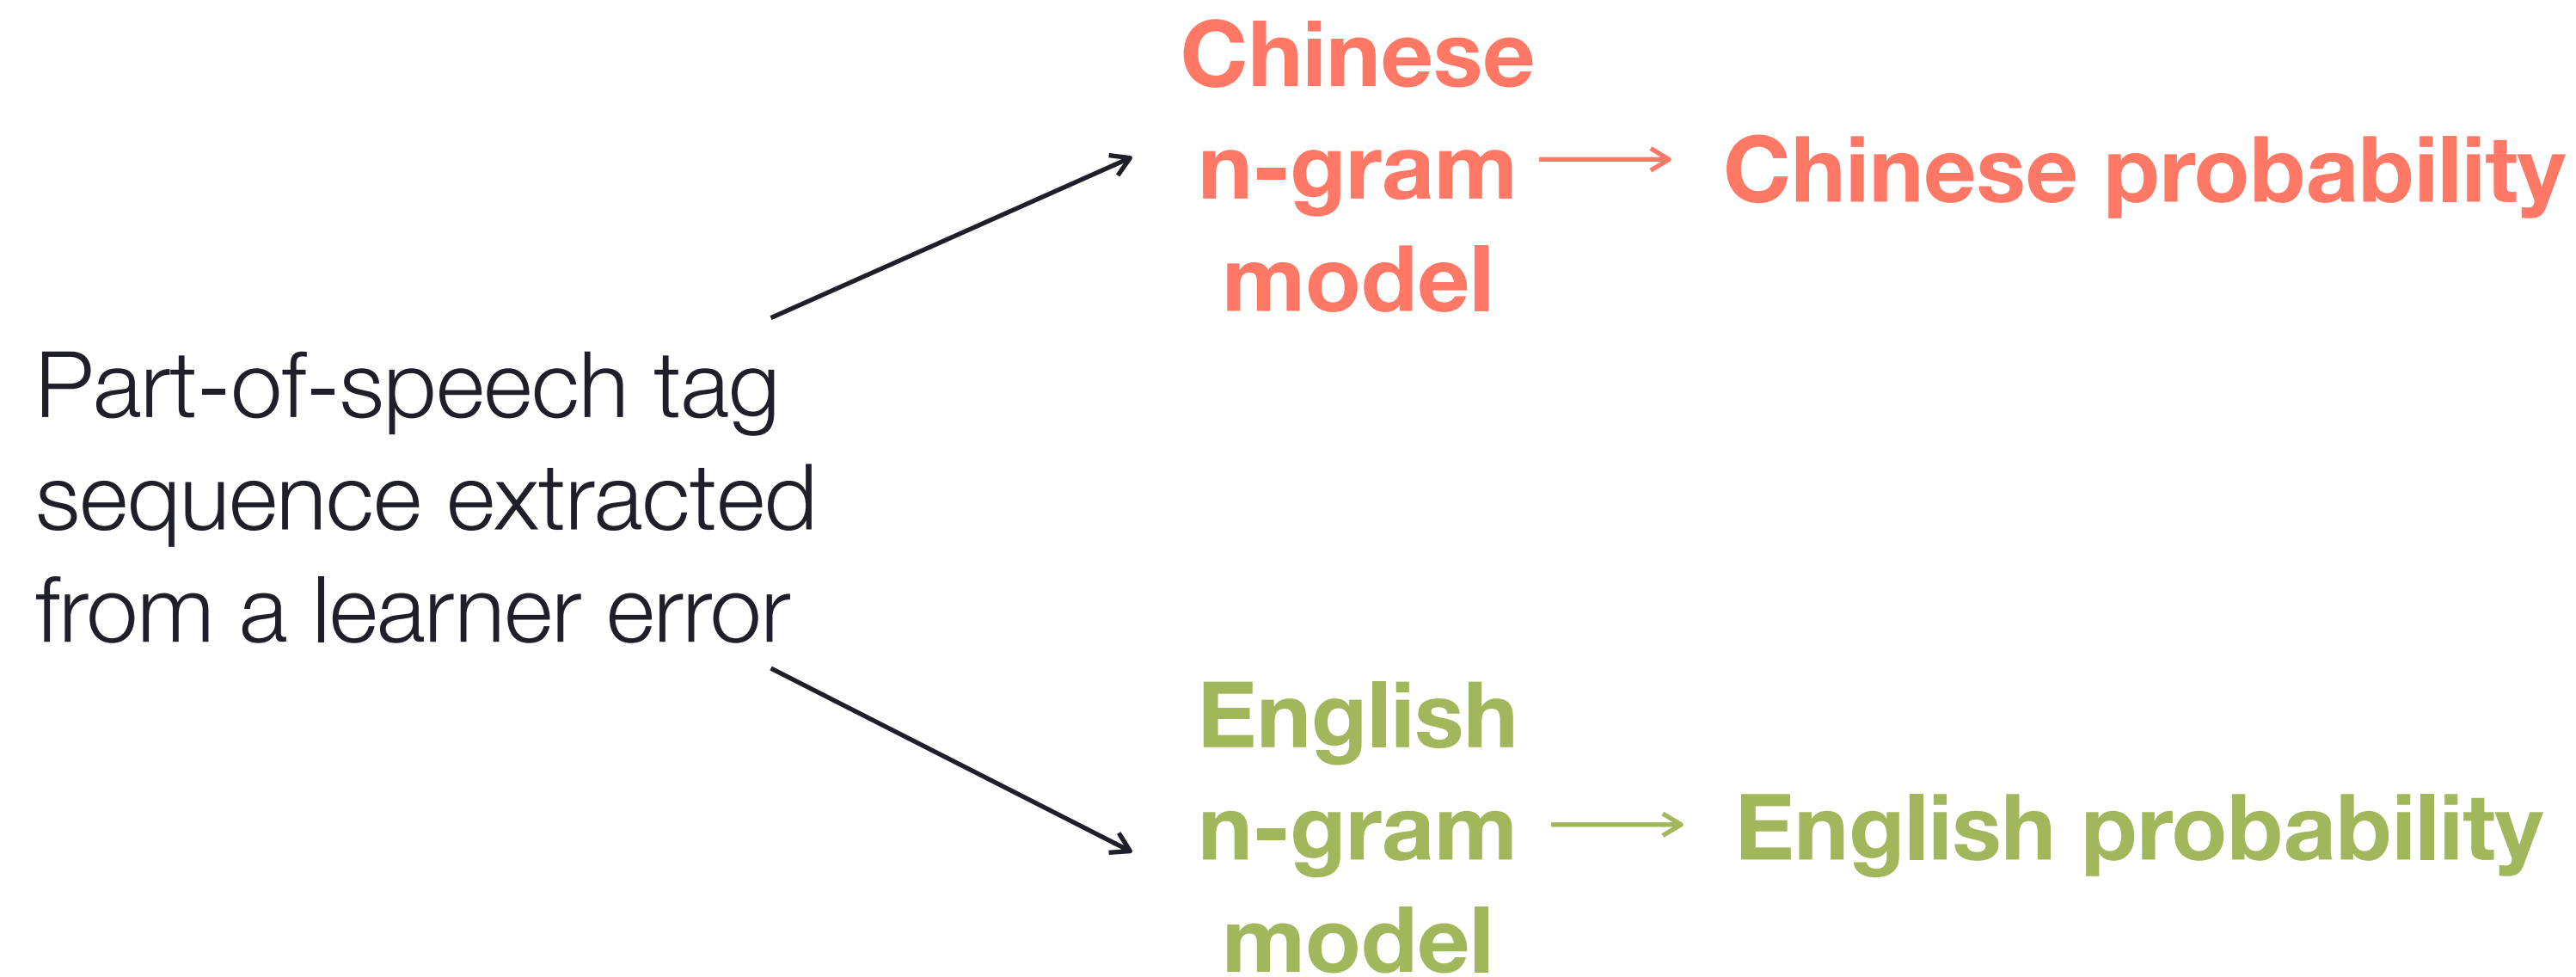 Chinese
n-gram
model
Chinese probability
Part-of-speech tag
sequence extracted
from a learner error
English
n-gram
model
English probability